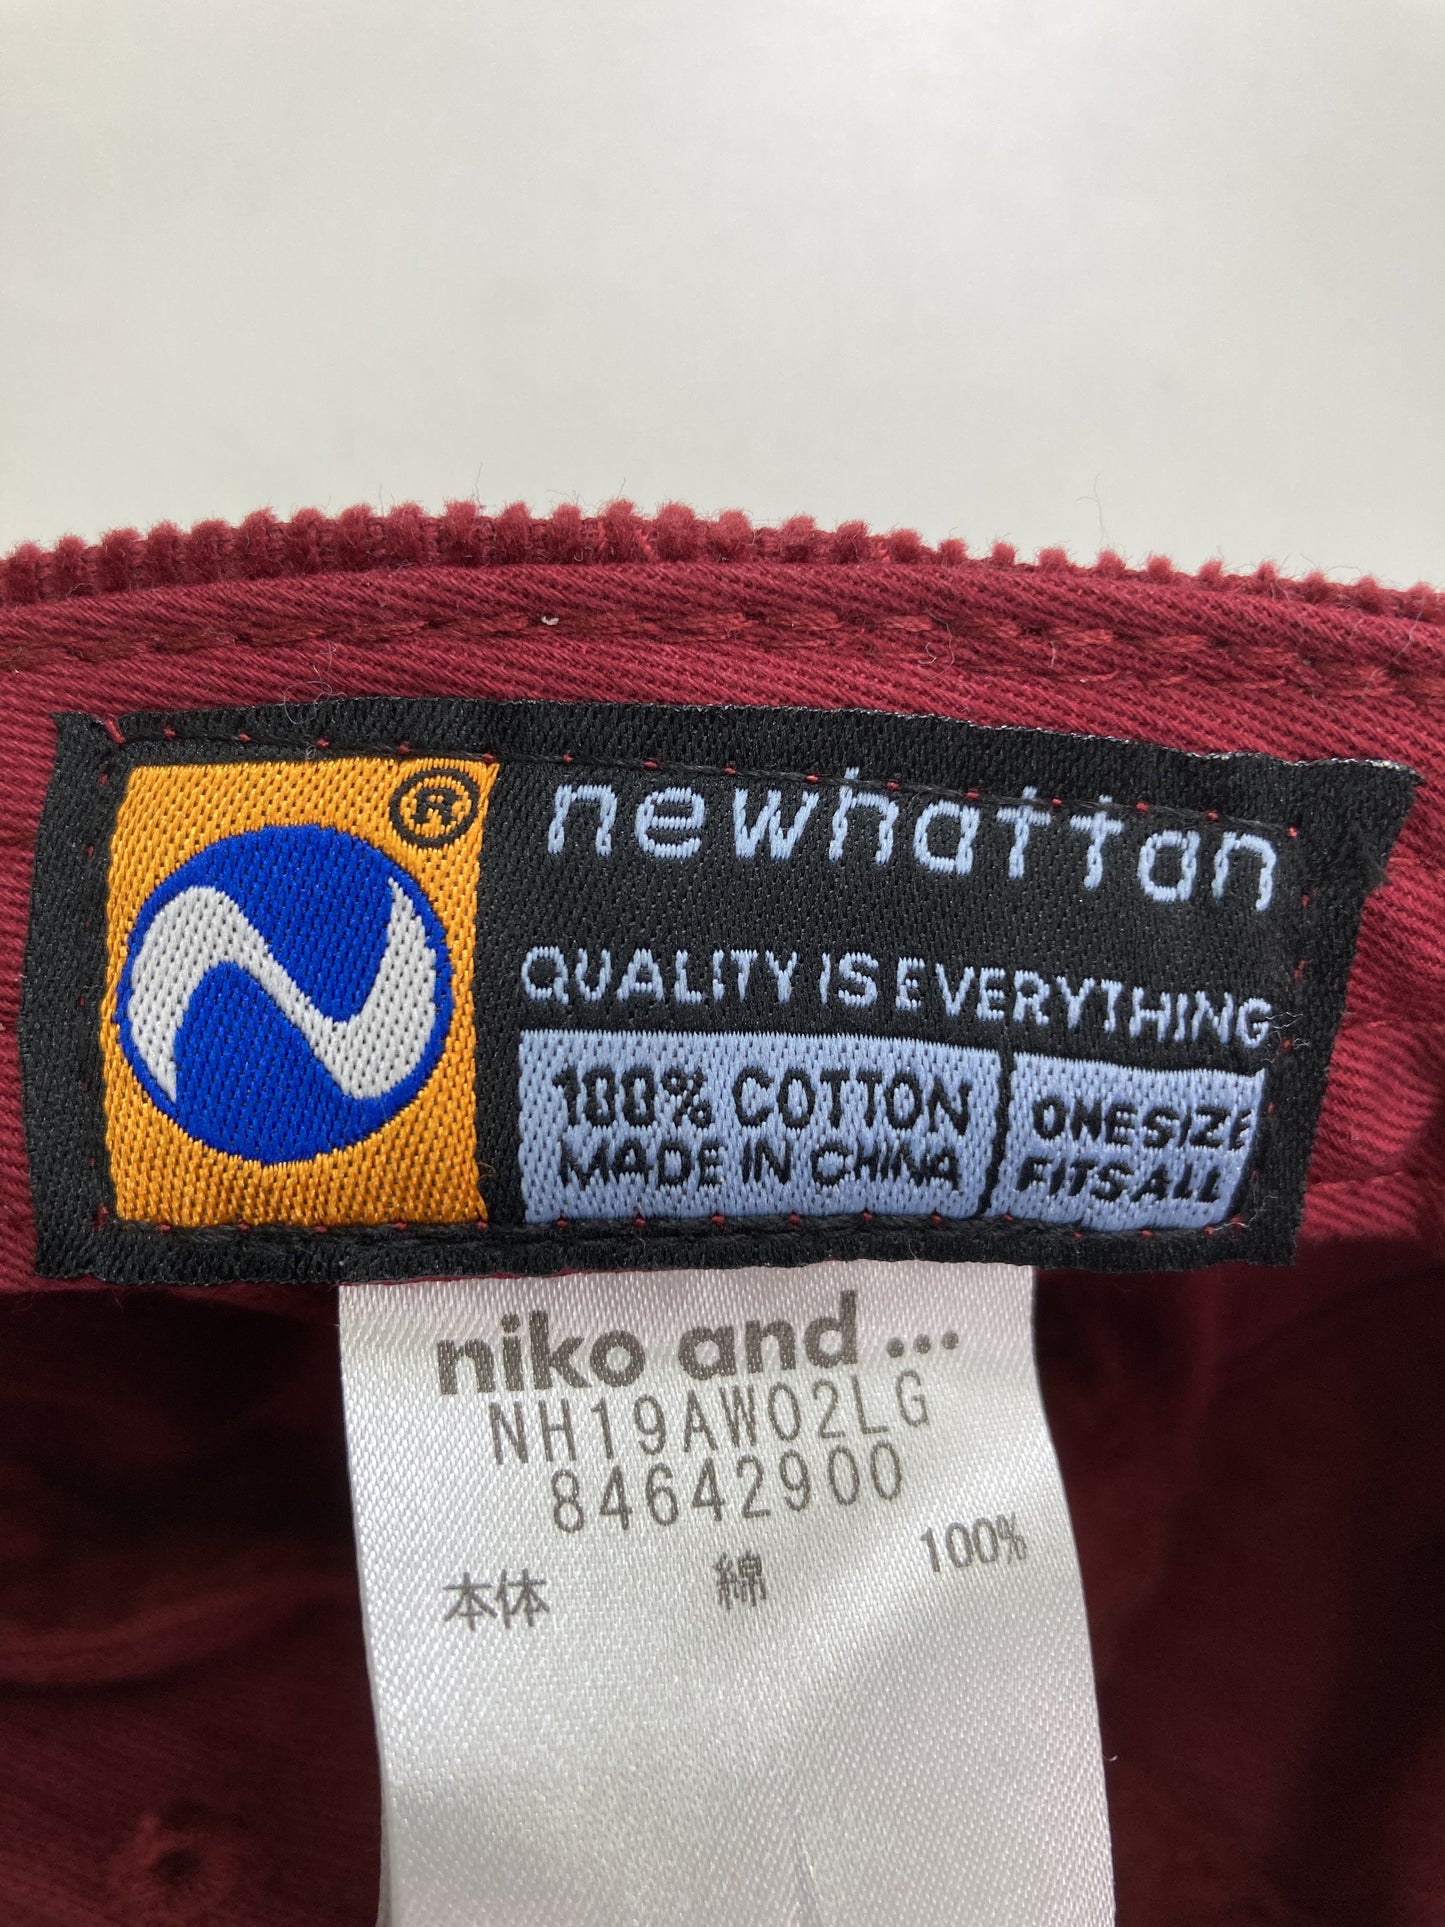 ®
newhattan
QUALITY IS EVERYTHING
100% COTTON
MADE IN CHINA
ONE SIZE
FITS ALL
niko and ...
NH19AW02LG
84642900
本体 綿 100%